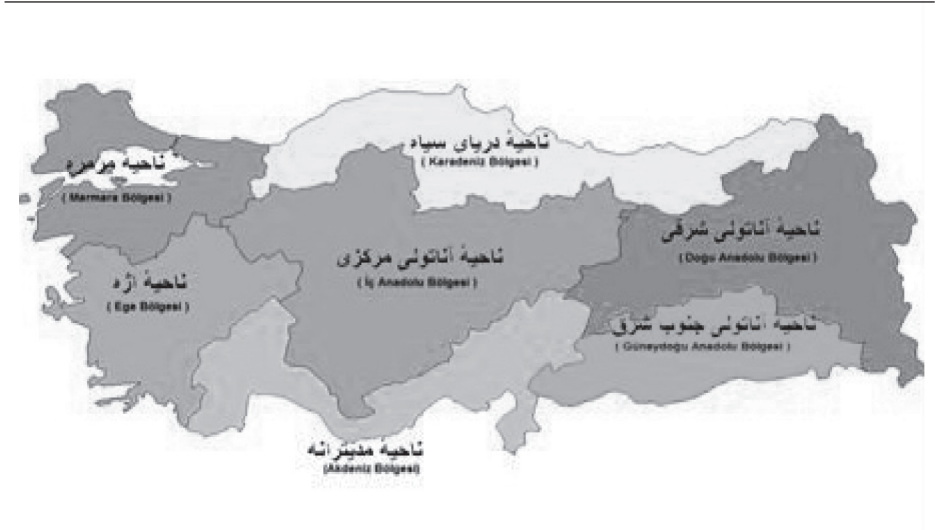 ناحیهٔ دریای سیاه
( Karadeniz Bölgesi )
ناحیهٔ مرمره
( Marmara Bölgesi )
ناحیهٔ آناتولی شرقی
( Doğu Anadolu Bölgesi )
ناحیهٔ آناتولی مرکزی
( İç Anadolu Bölgesi )
ناحیهٔ اژه
( Ege Bölgesi )
ناحیهٔ آناتولی جنوب شرق
( Güneydoğu Anadolu Bölgesi )
ناحیهٔ مدیترانه
(Akdeniz Bölgesi)